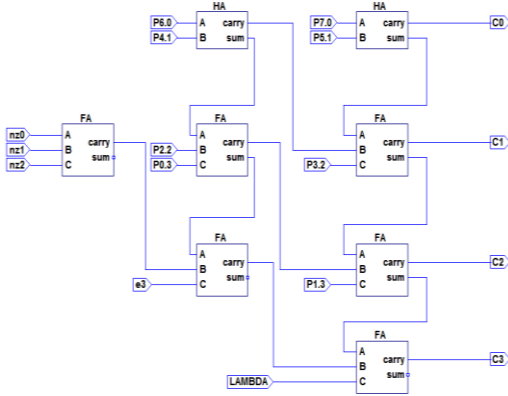 HA
P6.0 A carry
P4.1 B sum
HA
P7.0 A carry C0
P5.1 B sum
FA
nz0 A carry
nz1 B sum
nz2 C
FA
A carry
P2.2 B sum
P0.3 C
FA
A carry C1
B sum
P3.2 C
FA
A carry
B sum
e3 C
FA
A carry C2
B sum
P1.3 C
FA
A carry C3
B sum
LAMBDA C